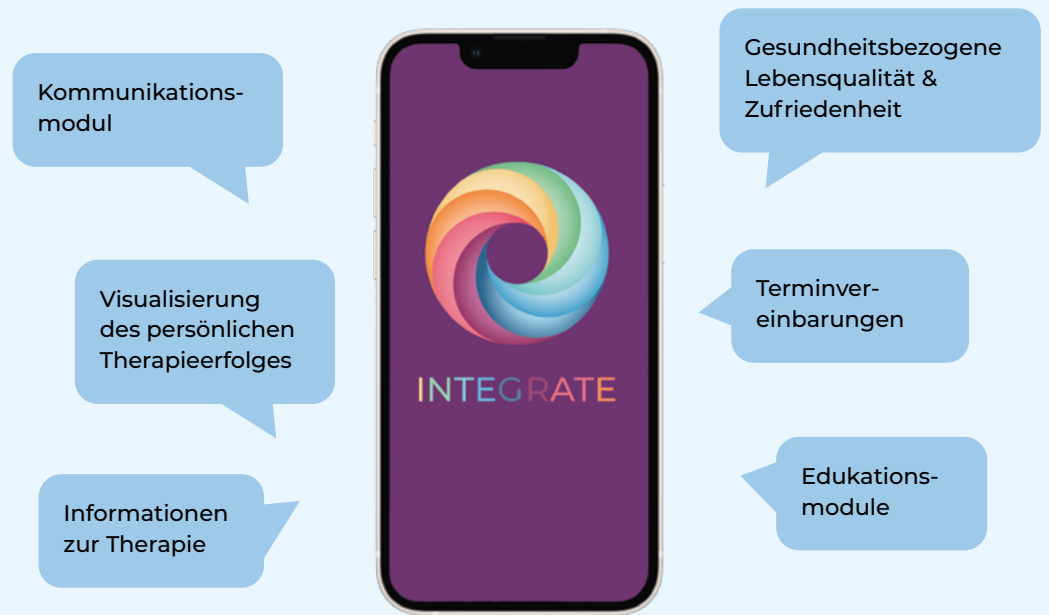 Kommunikations-
modul
Visualisierung
des persönlichen
Therapieerfolges
Informationen
zur Therapie
INTEGRATE
Gesundheitsbezogene
Lebensqualität &
Zufriedenheit
Terminver-
einbarungen
Edukations-
module